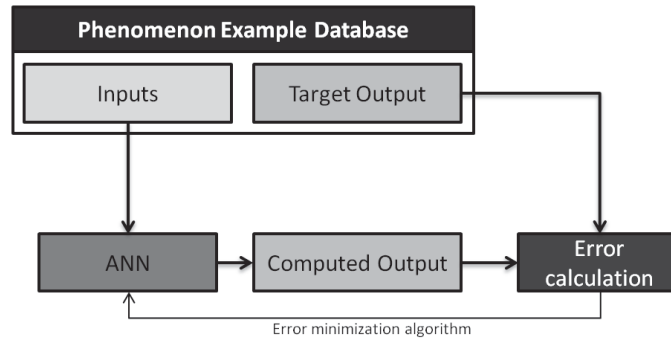 Phenomenon Example Database
Inputs
Target Output
ANN
Computed Output
Error
calculation
Error minimization algorithm